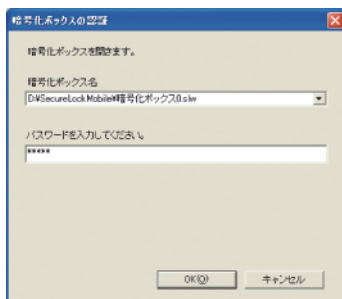 暗号化ボックスの認証
暗号化ボックスを開きます。
暗号化ボックス名
D:¥SecureLockMobile¥暗号化ボックス0.slw
パスワードを入力してください。
*****
OK(O)
キャンセル